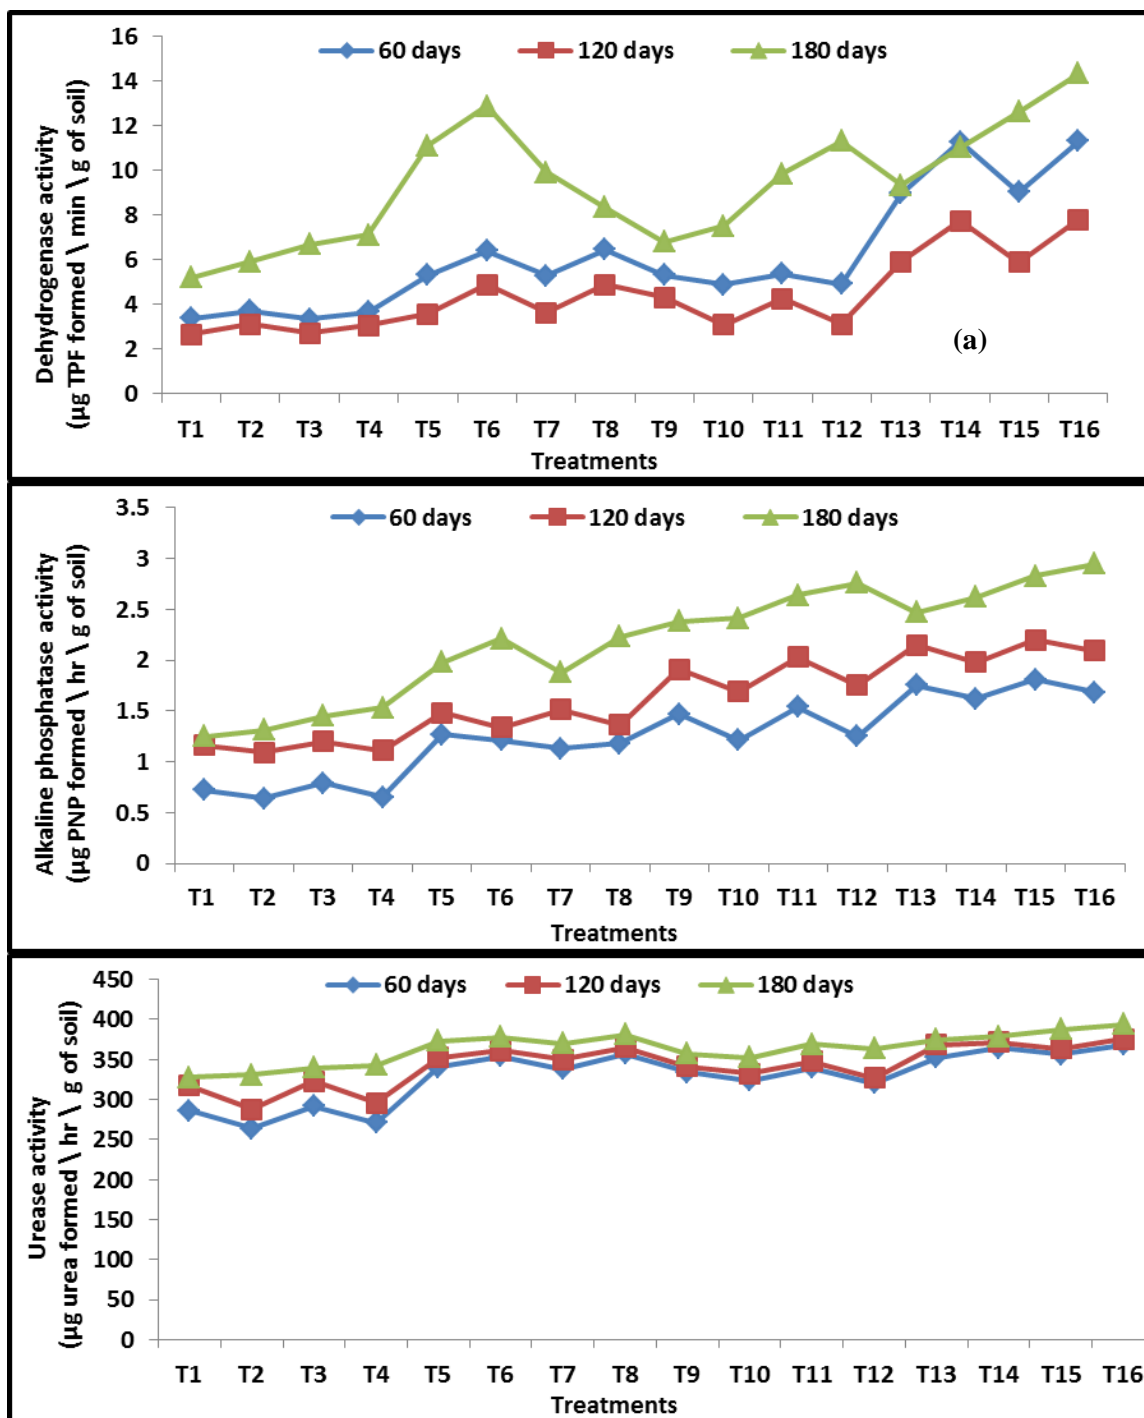 16
14
12
10
8
6
4
2
0
60 days 120 days 180 days
Dehydrogenase activity
(µg TPF formed \ min \ g of soil)
(a)
T1 T2 T3 T4 T5 T6 T7 T8 T9 T10 T11 T12 T13 T14 T15 T16
Treatments
3.5
3
2.5
2
1.5
1
0.5
0
60 days 120 days 180 days
Alkaline phosphatase activity
(µg PNP formed \ hr \ g of soil)
T1 T2 T3 T4 T5 T6 T7 T8 T9 T10 T11 T12 T13 T14 T15 T16
Treatments
450
400
350
300
250
200
150
100
50
0
60 days 120 days 180 days
Urease activity
(µg urea formed \ hr \ g of soil)
T1 T2 T3 T4 T5 T6 T7 T8 T9 T10 T11 T12 T13 T14 T15 T16
Treatments